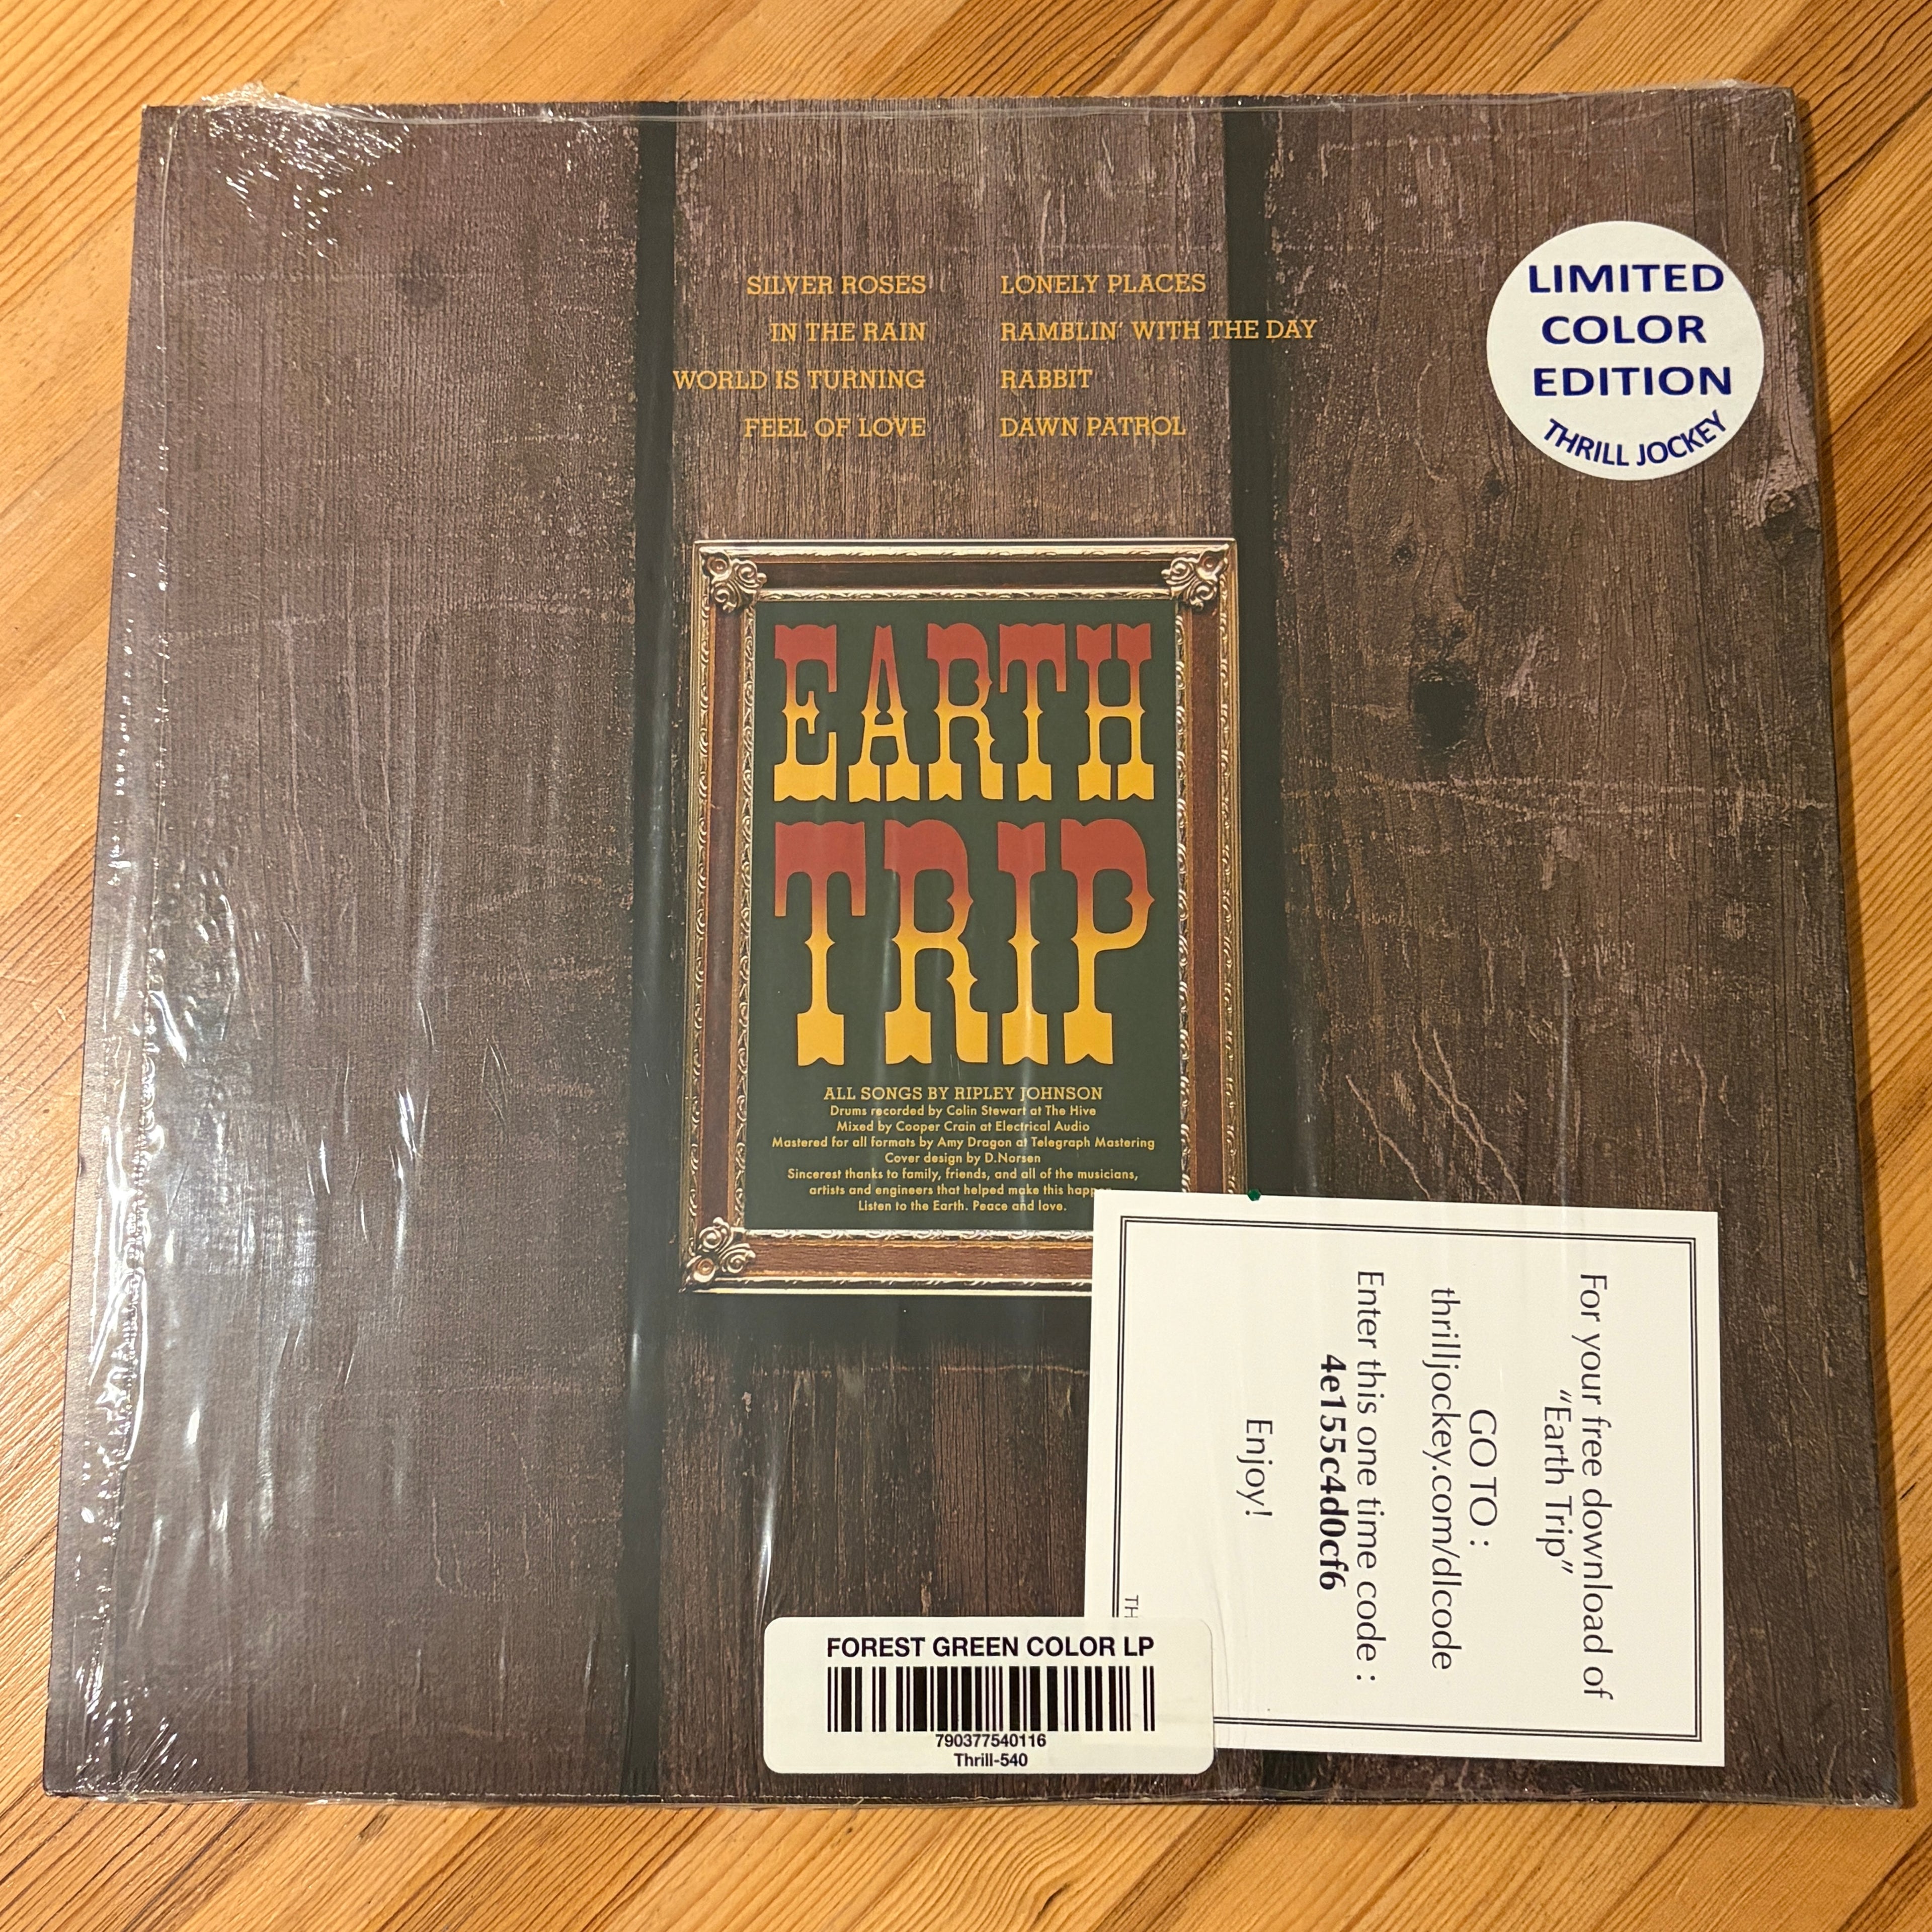 SILVER ROSES
IN THE RAIN
WORLD IS TURNING
FEEL OF LOVE
LONELY PLACES
RAMBLIN' WITH THE DAY
RABBIT
DAWN PATROL
LIMITED
COLOR
EDITION
THRILL JOCKEY
EARTH
TRIP
ALL SONGS BY RIPLEY JOHNSON
Drums recorded by Colin Stewart at The Hive
Mixed by Cooper Crain at Electrical Audio
Mastered for all formats by Amy Dragon at Telegraph Mastering
Cover design by D.Norsen
Sincerest thanks to family, friends, and all of the musicians,
artists and engineers that helped make this happ
Listen to the Earth. Peace and love.
For your free download of
“Earth Trip”
GO TO :
thrilljockey.com/dlcode
Enter this one time code :
4e155c4d0cf6
Enjoy!
TH
FOREST GREEN COLOR LP
790377540116
Thrill-540